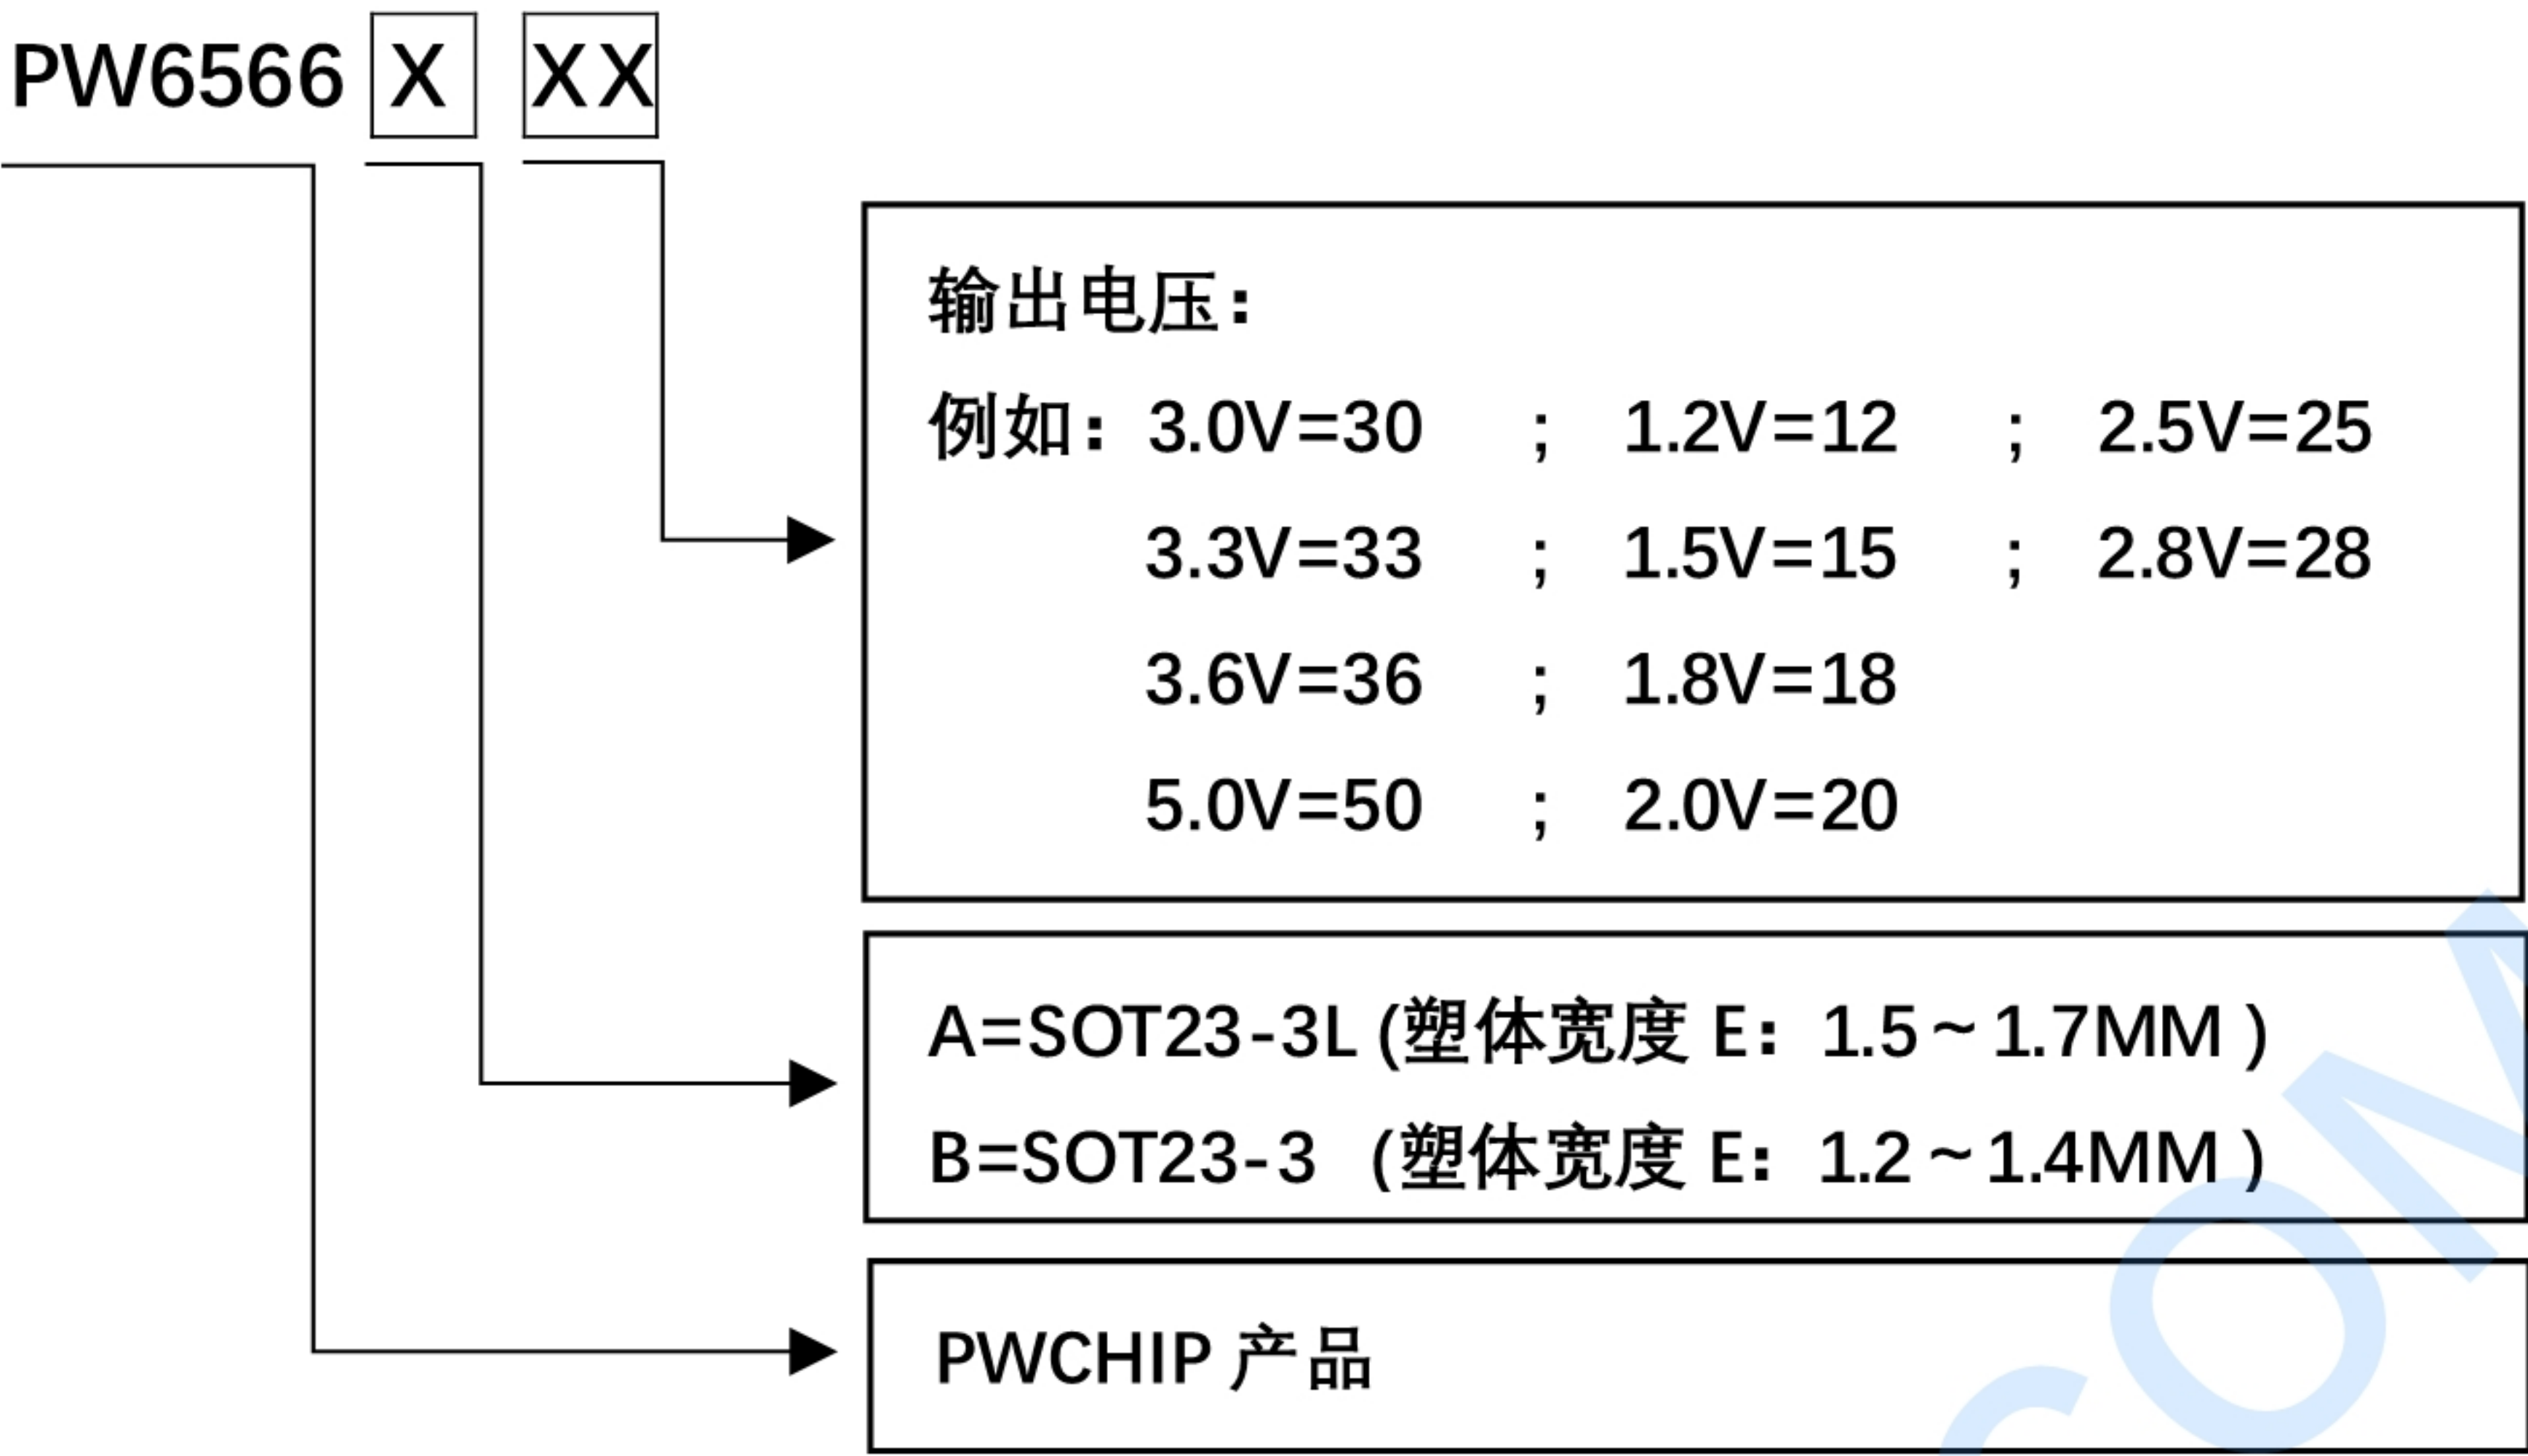 PW6566 X XX
输出电压:
例如: 3.0V=30 ; 1.2V=12 ; 2.5V=25
3.3V=33 ; 1.5V=15 ; 2.8V=28
3.6V=36 ; 1.8V=18
5.0V=50 ; 2.0V=20
A=SOT23-3L (塑体宽度 E: 1.5~1.7MM )
B=SOT23-3 (塑体宽度 E: 1.2~1.4MM )
PWCHIP 产品
COM